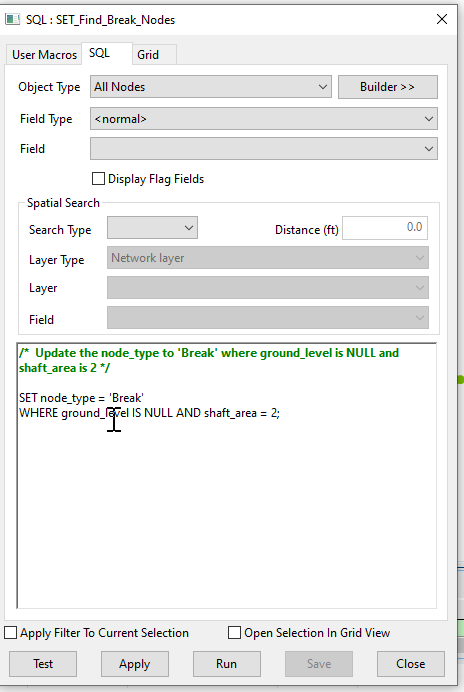 SQL : SET_Find_Break_Nodes
User Macros SQL Grid
Object Type All Nodes Builder >>
Field Type <normal>
Field
Display Flag Fields
Spatial Search
Search Type Distance (ft) 0.0
Layer Type Network layer
Layer
Field
/* Update the node_type to 'Break' where ground_level is NULL and
shaft_area is 2 */
SET node_type = 'Break'
WHERE ground_level IS NULL AND shaft_area = 2;
Apply Filter To Current Selection Open Selection In Grid View
Test Apply Run Save Close